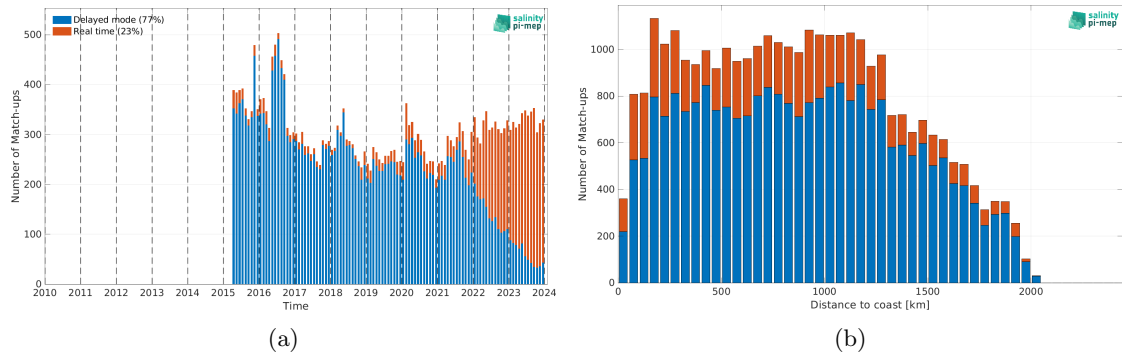 Delayed mode (77%)
Real time (23%)
salinity
pi-mep
Number of Match-ups
500
400
300
200
100
0
2010 2011 2012 2013 2014 2015 2016 2017 2018 2019 2020 2021 2022 2023 2024
Time
(a)
salinity
pi-mep
Number of Match-ups
1000
800
600
400
200
0
0 500 1000 1500 2000
Distance to coast [km]
(b)